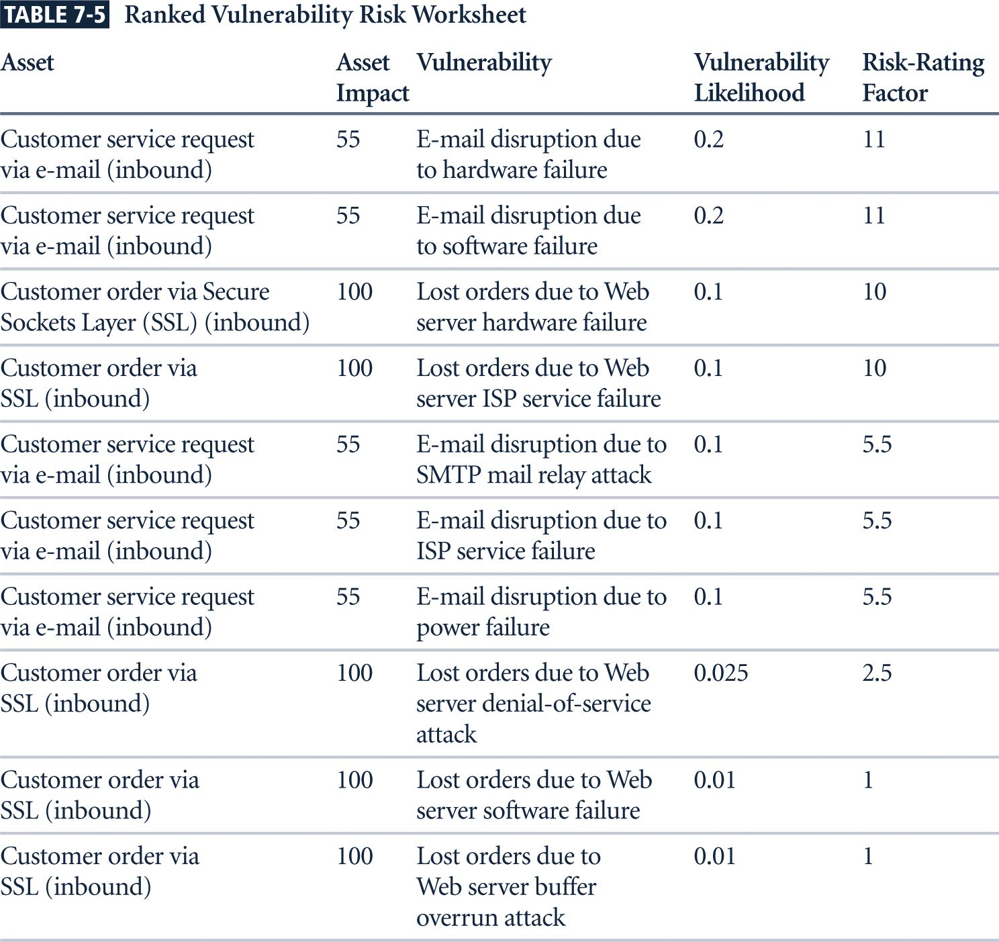 TABLE 7-5 Ranked Vulnerability Risk Worksheet
Asset Asset Impact Vulnerability Vulnerability Likelihood Risk-Rating Factor
Customer service request via e-mail (inbound) 55 E-mail disruption due to hardware failure 0.2 11
Customer service request via e-mail (inbound) 55 E-mail disruption due to software failure 0.2 11
Customer order via Secure Sockets Layer (SSL) (inbound) 100 Lost orders due to Web server hardware failure 0.1 10
Customer order via SSL (inbound) 100 Lost orders due to Web server ISP service failure 0.1 10
Customer service request via e-mail (inbound) 55 E-mail disruption due to SMTP mail relay attack 0.1 5.5
Customer service request via e-mail (inbound) 55 E-mail disruption due to ISP service failure 0.1 5.5
Customer service request via e-mail (inbound) 55 E-mail disruption due to power failure 0.1 5.5
Customer order via SSL (inbound) 100 Lost orders due to Web server denial-of-service attack 0.025 2.5
Customer order via SSL (inbound) 100 Lost orders due to Web server software failure 0.01 1
Customer order via SSL (inbound) 100 Lost orders due to Web server buffer overrun attack 0.01 1